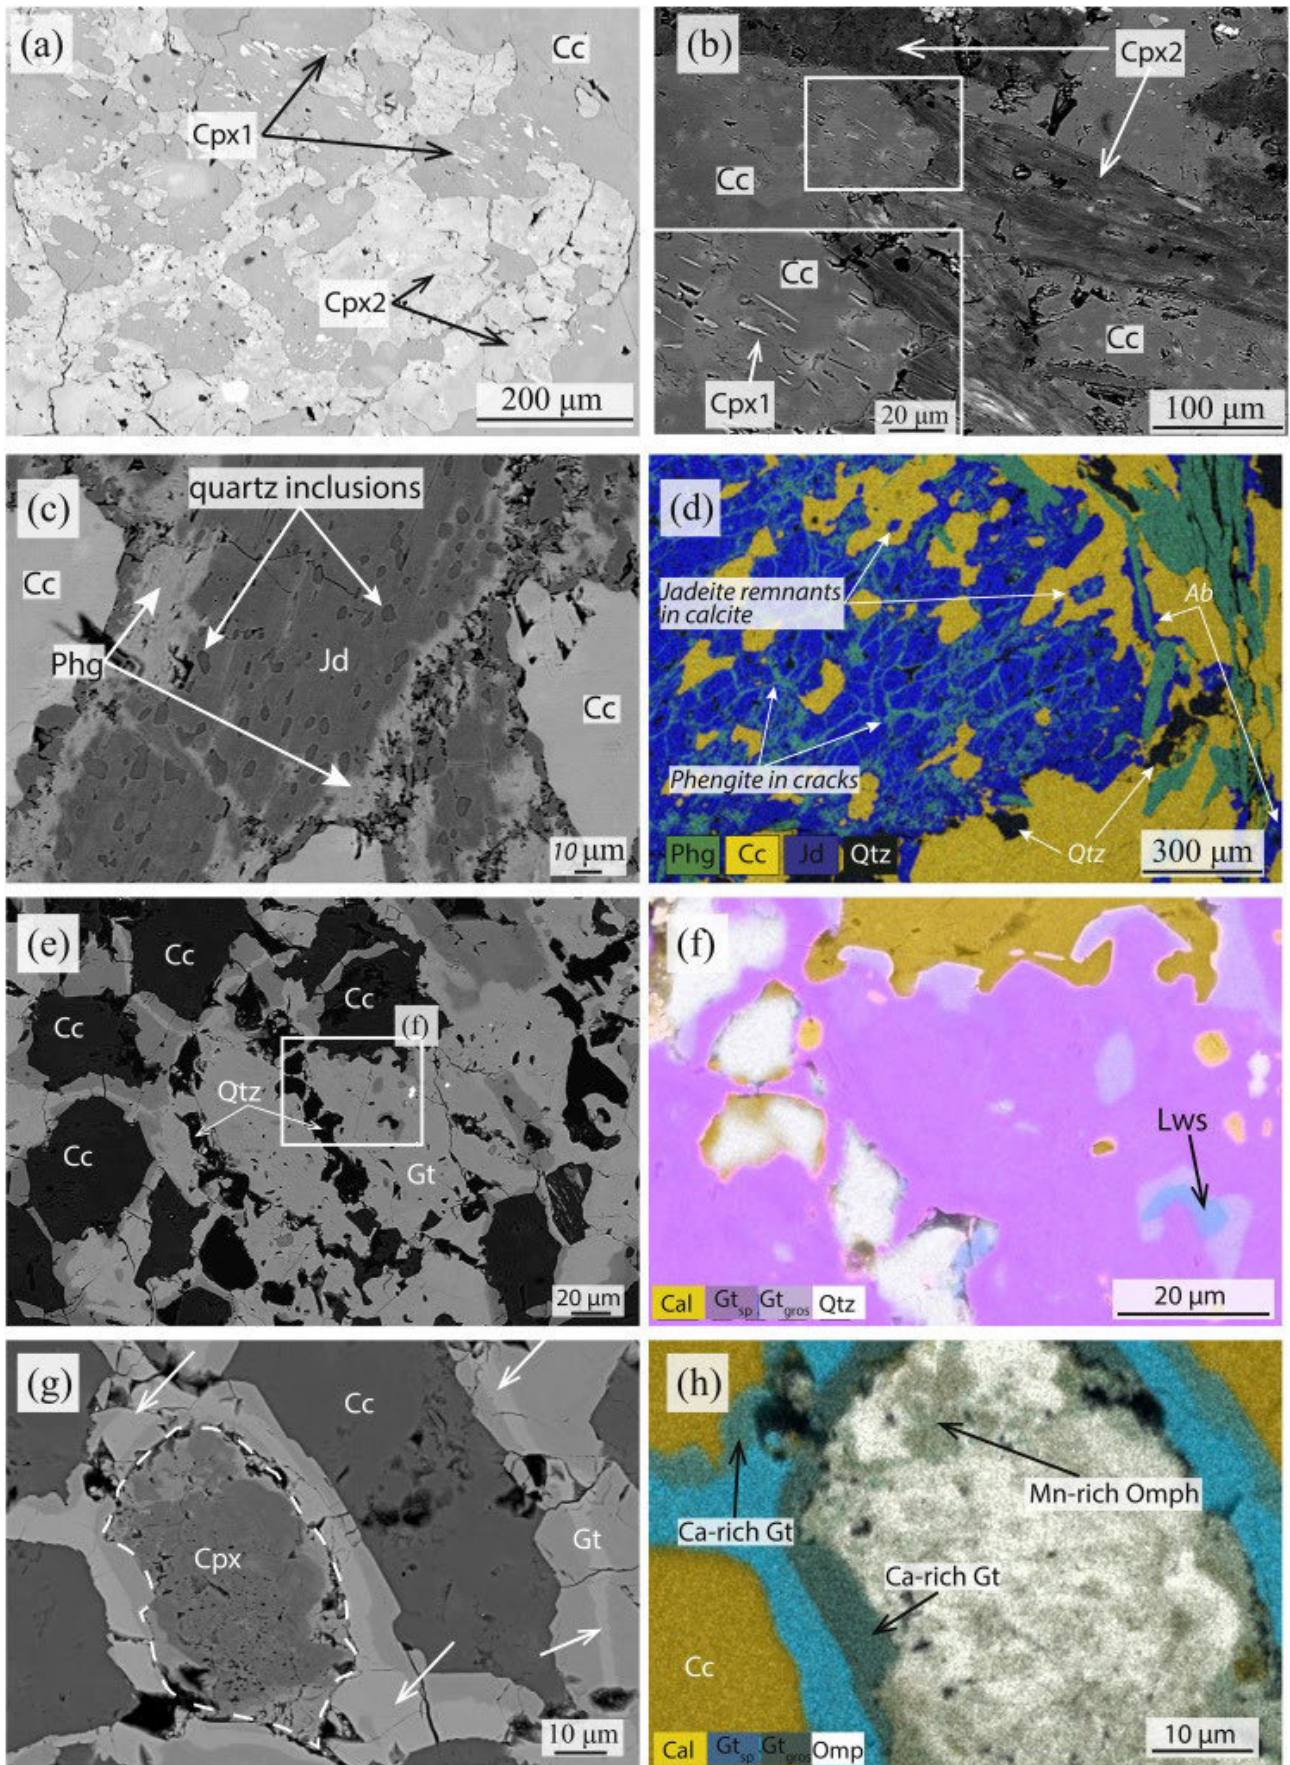 (a)
Cc
Cpx1
Cpx2
200 μm
(b)
Cpx2
Cc
Cc
Cc
Cpx1
20 μm
100 μm
(c)
quartz inclusions
Cc
Phg
Jd
Cc
10 μm
(d)
Jadeite remnants
in calcite
Ab
Phengite in cracks
Qtz
Phg Cc Jd Qtz
300 μm
(e)
Cc
Cc
Cc
(f)
Qtz
Cc
Gt
20 μm
(f)
Lws
Cal Gtsp Gtgros Qtz
20 μm
(g)
Cc
Cpx
Gt
10 μm
(h)
Mn-rich Omph
Ca-rich Gt
Ca-rich Gt
Cc
Cal Gtsp Gtgros Omp
10 μm